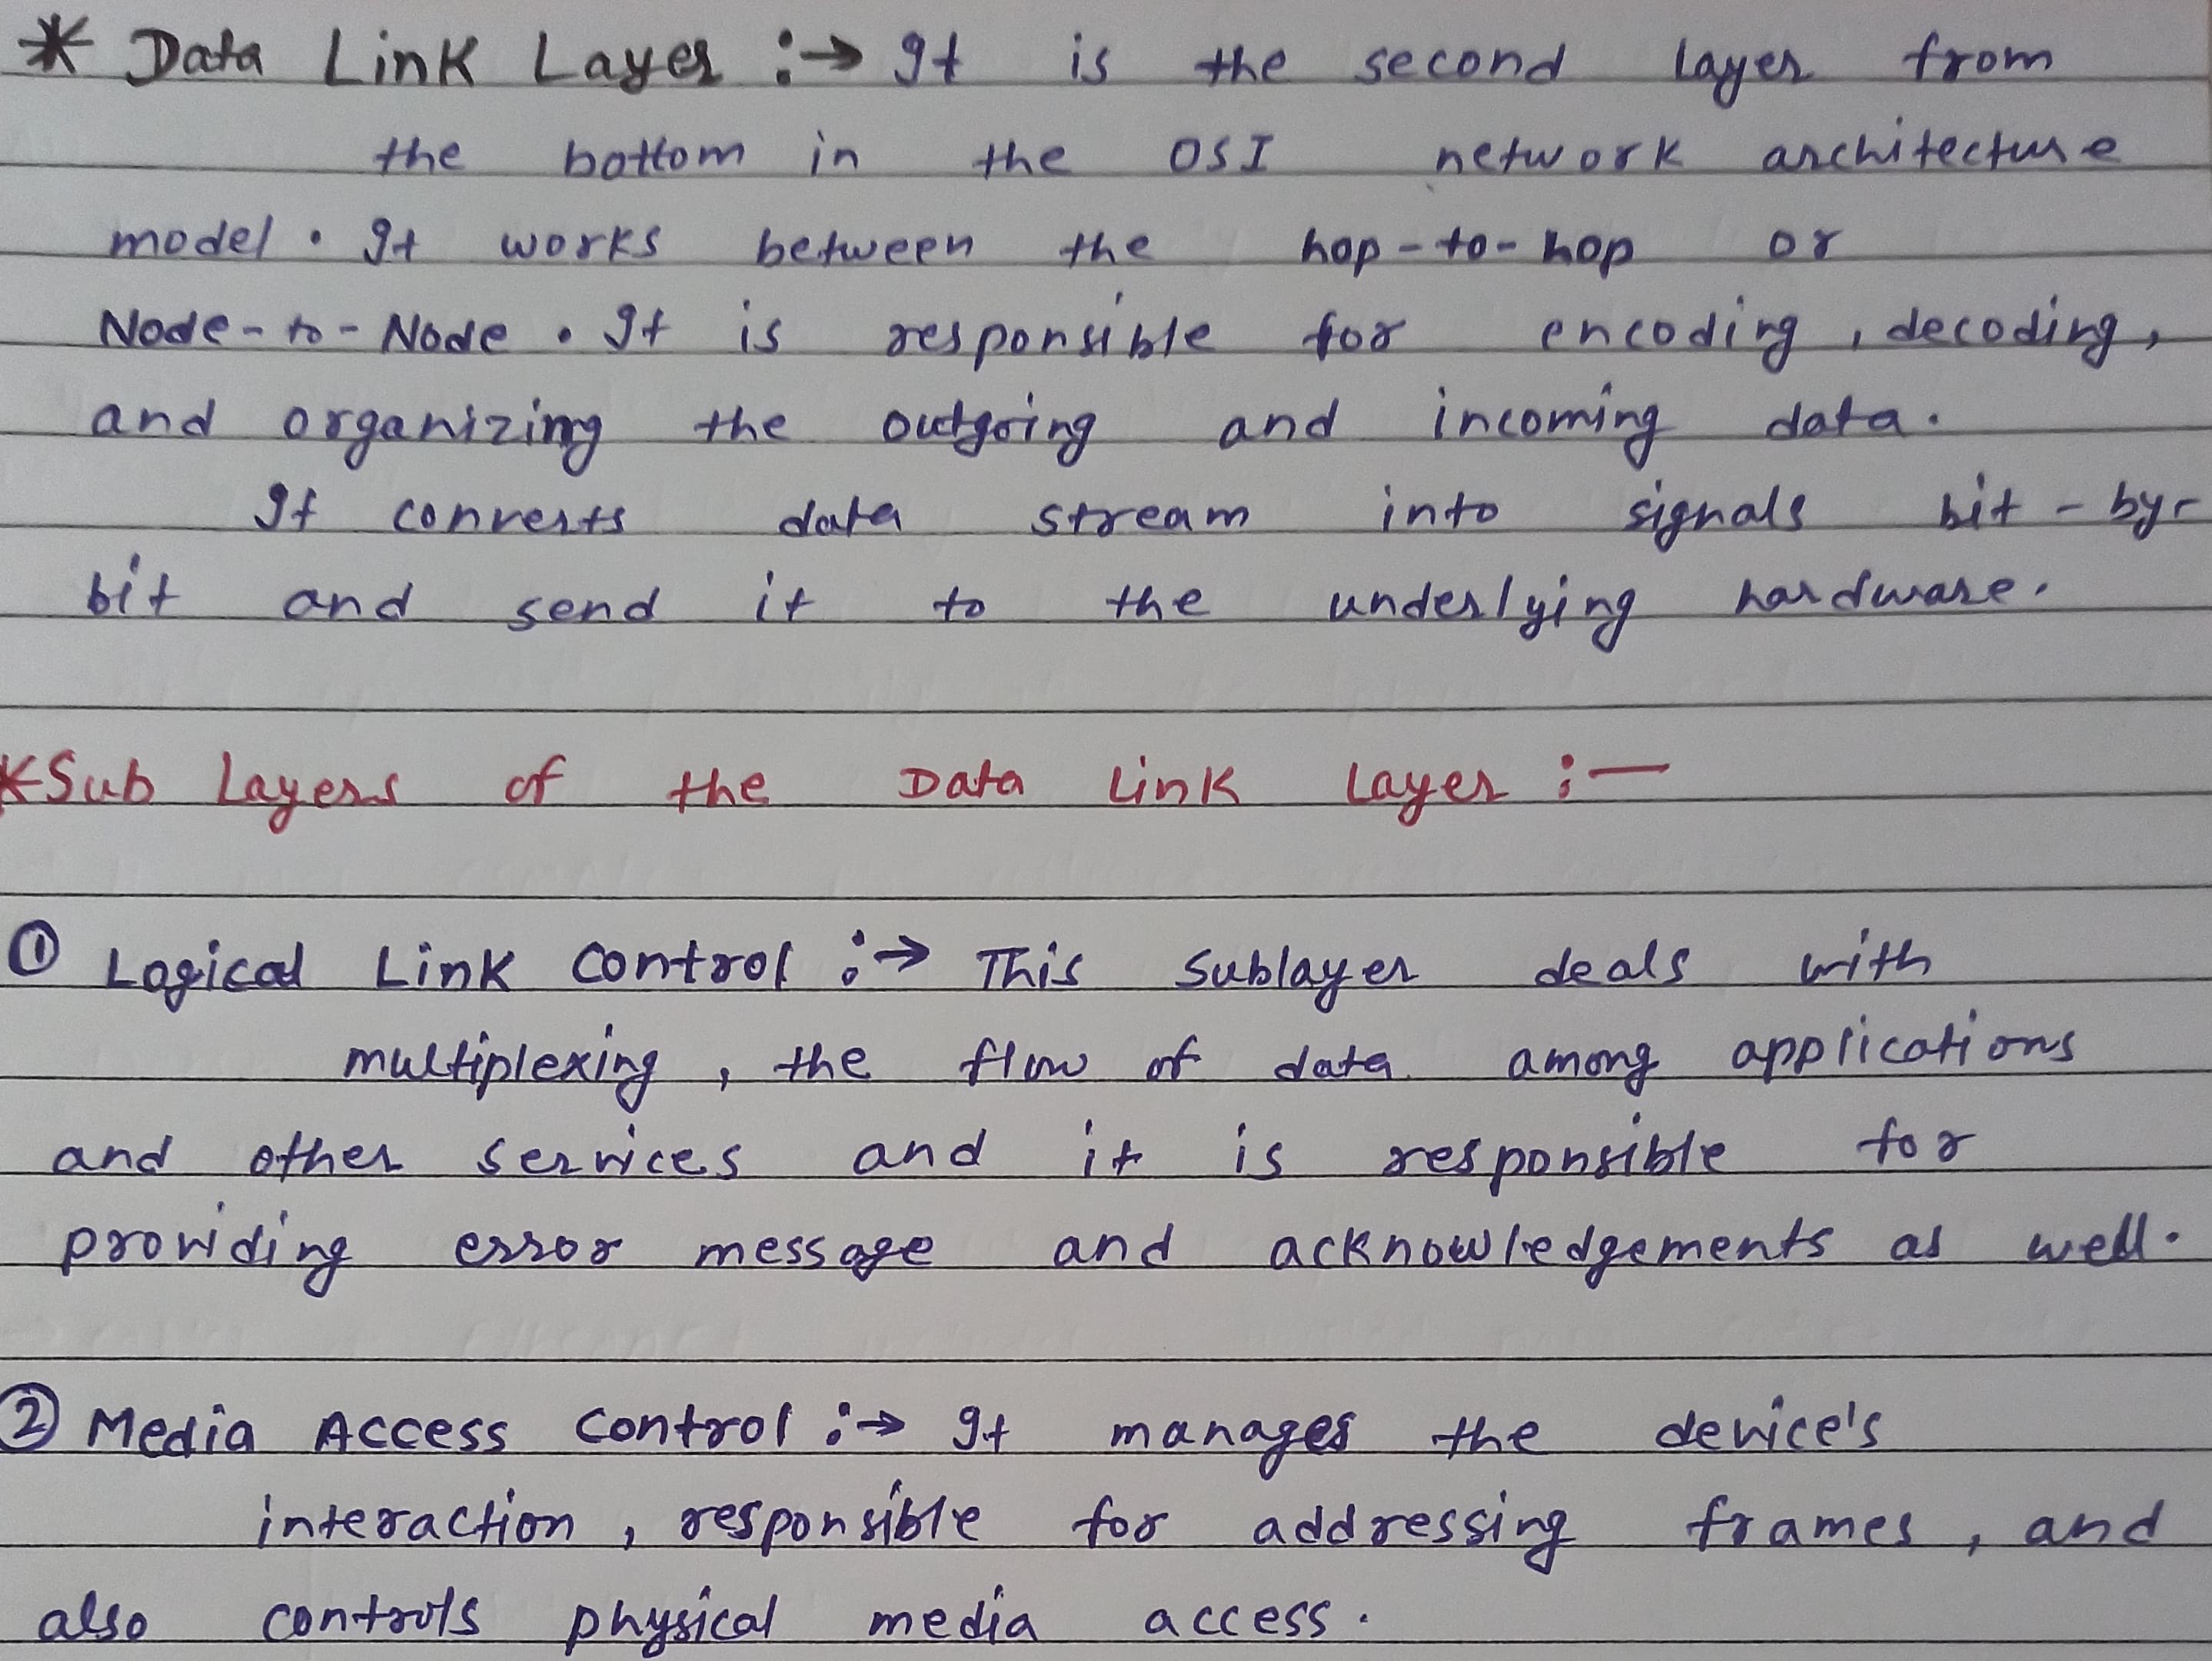 * Data Link Layer :→ It is the second layer from
the bottom in the OSI network architecture
model. It works between the hop-to-hop or
Node-to-Node. It is responsible for encoding, decoding,
and organizing the outgoing and incoming data.
It converts data stream into signals bit-by-
bit and send it to the underlying hardware.
*Sub Layers of the Data Link Layer :—
① Logical Link Control :→ This Sublayer deals with
multiplexing, the flow of data among applications
and other services and it is responsible for
providing error message and acknowledgements as well.
② Media Access Control :→ It manages the device's
interaction, responsible for addressing frames, and
also controls physical media access.